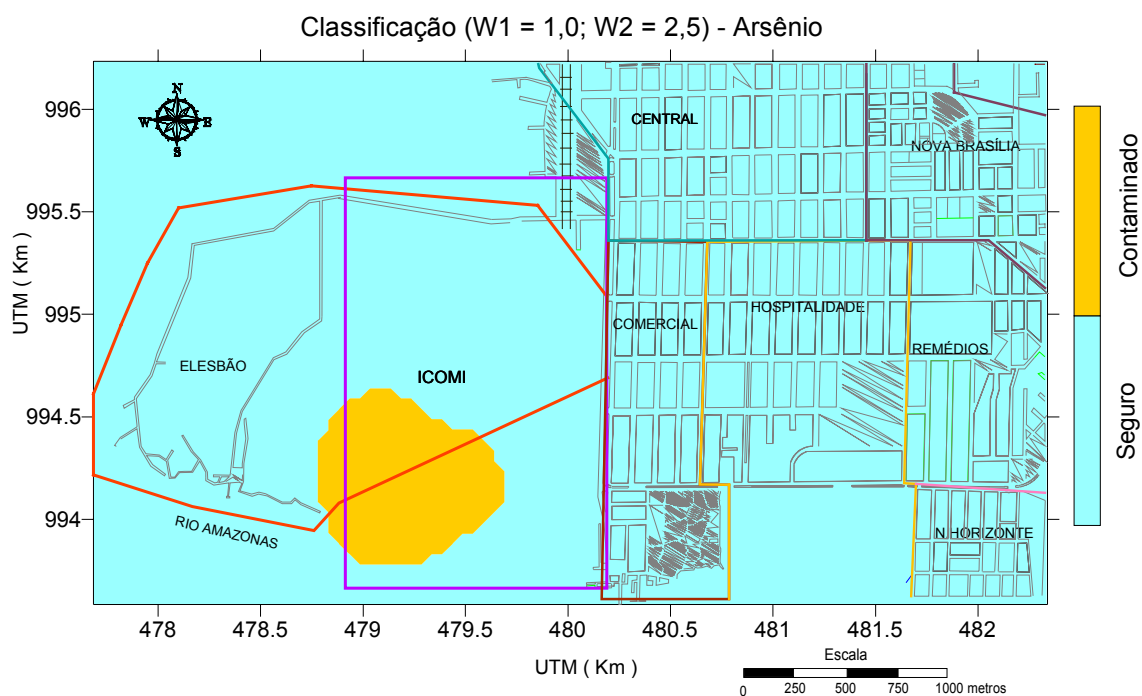 Classificação (W1 = 1,0; W2 = 2,5) - Arsênio
N
W E
S
CENTRAL
NOVA BRASÍLIA
COMERCIAL
HOSPITALIDADE
REMÉDIOS
ELESBÃO
ICOMI
RIO AMAZONAS
N.HORIZONTE
996
995.5
995
994.5
994
UTM ( Km )
478 478.5 479 479.5 480 480.5 481 481.5 482
UTM ( Km )
Contaminado
Seguro
Escala
0 250 500 750 1000 metros